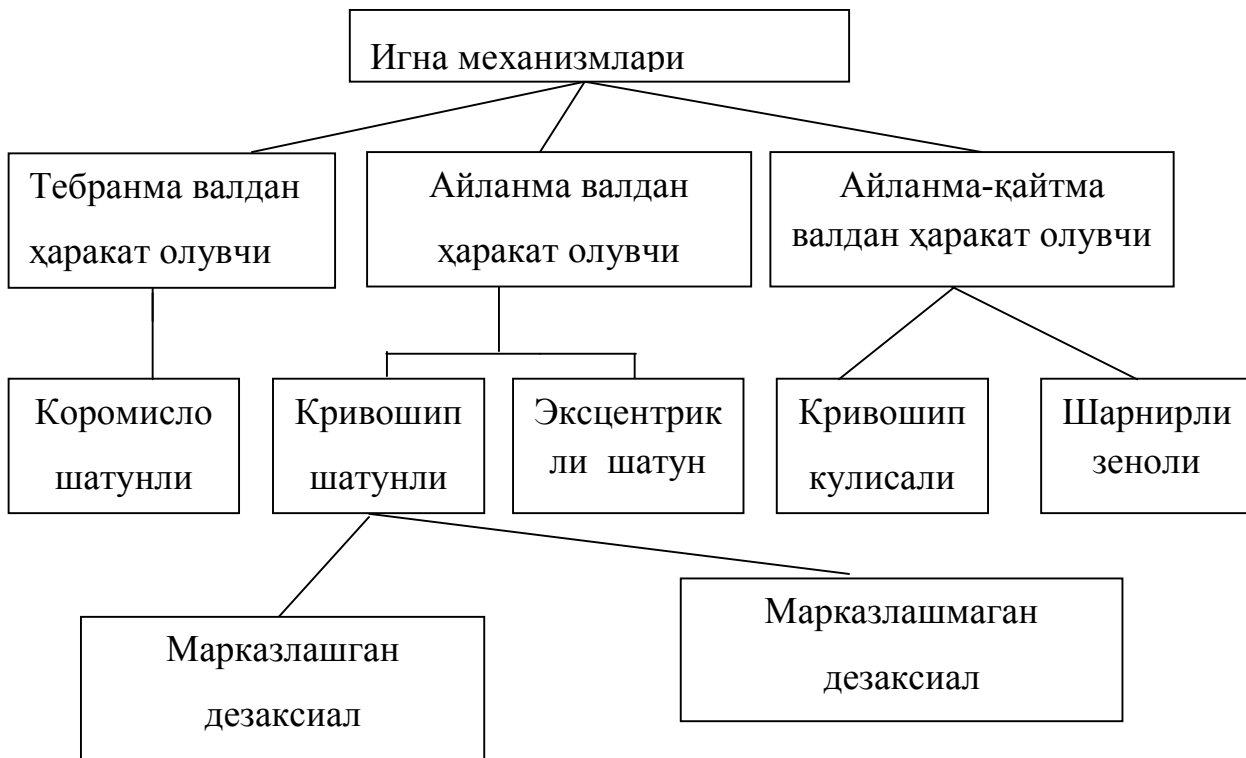 Игна механизмлари
Тебранма валдан
ҳаракат олувчи
Айланма валдан
ҳаракат олувчи
Айланма-қайтма
валдан ҳаракат олувчи
Коромисло
шатунли
Кривошип
шатунли
Эксцентрик
ли шатун
Кривошип
кулисали
Шарнирли
зеноли
Марказлашган
дезаксиал
Марказлашмаган
дезаксиал